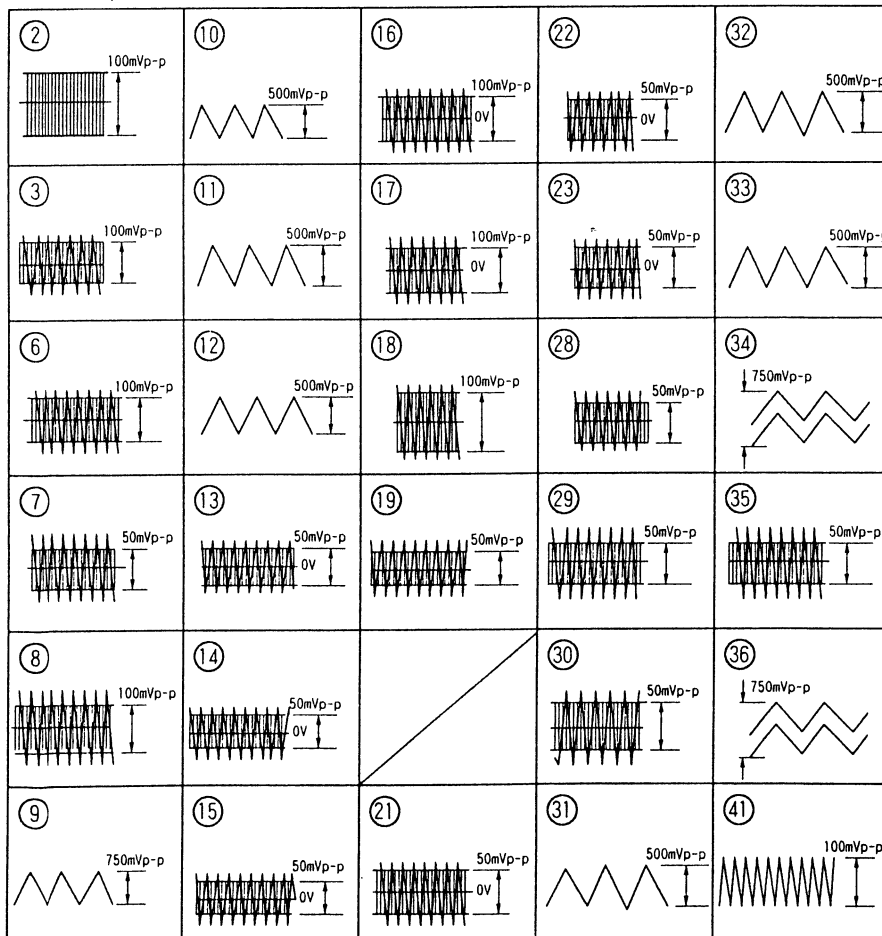 ②
100mVp-p
⑩
500mVp-p
⑯
100mVp-p
0V
㉒
50mVp-p
0V
㉜
500mVp-p
③
100mVp-p
⑪
500mVp-p
⑰
100mVp-p
0V
㉓
50mVp-p
0V
㉝
500mVp-p
⑥
100mVp-p
⑫
500mVp-p
⑱
100mVp-p
㉘
50mVp-p
㉞
750mVp-p
⑦
50mVp-p
⑬
50mVp-p
0V
⑲
50mVp-p
㉙
50mVp-p
㉟
50mVp-p
⑧
100mVp-p
⑭
50mVp-p
0V
㉚
50mVp-p
㊱
750mVp-p
⑨
750mVp-p
⑮
50mVp-p
0V
㉑
50mVp-p
0V
㉛
500mVp-p
㊶
100mVp-p